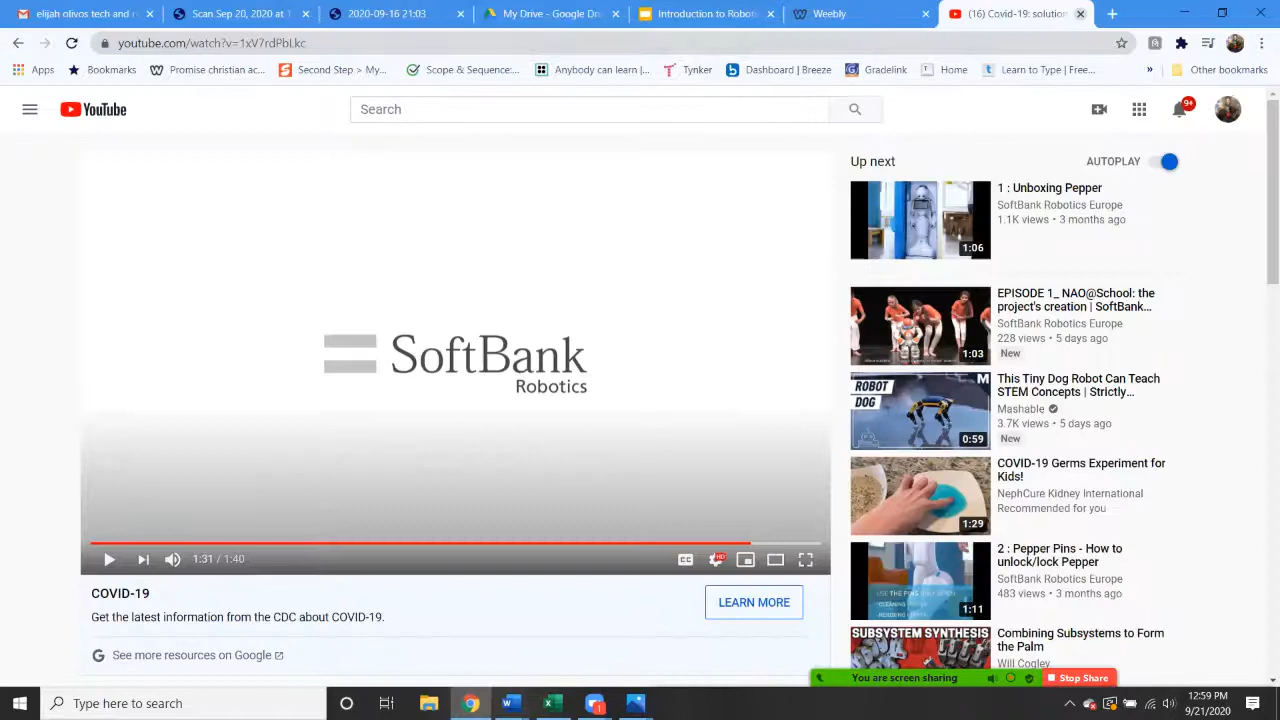 elijah olivos tech
Scan Sep 2020 at
2020-09-16 21:08
My Drive - Google Dr
Introduction to Roboti
Weebly
(16) Covid-19: solution
youtube.com/watch?v=1xV7rdPbLkc
Apps
Bookmarks
Promise christian ac...
Second Step > My...
Scope & Sequence...
Anybody can learn |...
Tynker
Dashboard | Breeze
Gradelink
Home
Learn to Type | Free...
»
Other bookmarks
YouTube
Search
9+
Up next
AUTOPLAY
1 : Unboxing Pepper
SoftBank Robotics Europe
1.1K views • 3 months ago
1:06
SoftBank
Robotics
EPISODE 1_ NAO@School: the
project's creation | SoftBank...
SoftBank Robotics Europe
228 views • 5 days ago
New
1:03
ROBOT
DOG
M
0:59
This Tiny Dog Robot Can Teach
STEM Concepts | Strictly...
Mashable
3.7K views • 5 days ago
New
COVID-19 Germs Experiment for
Kids!
NephCure Kidney International
Recommended for you
1:29
2 : Pepper Pins - How to
unlock/lock Pepper
SoftBank Robotics Europe
483 views • 3 months ago
1:11
1:31 / 1:40
CC
HD
COVID-19
Get the latest information from the CDC about COVID-19.
LEARN MORE
See more resources on Google
SUBSYSTEM SYNTHESIS
Combining Subsystems to Form
the Palm
Will Cogley
You are screen sharing
Stop Share
Type here to search
12:59 PM
9/21/2020